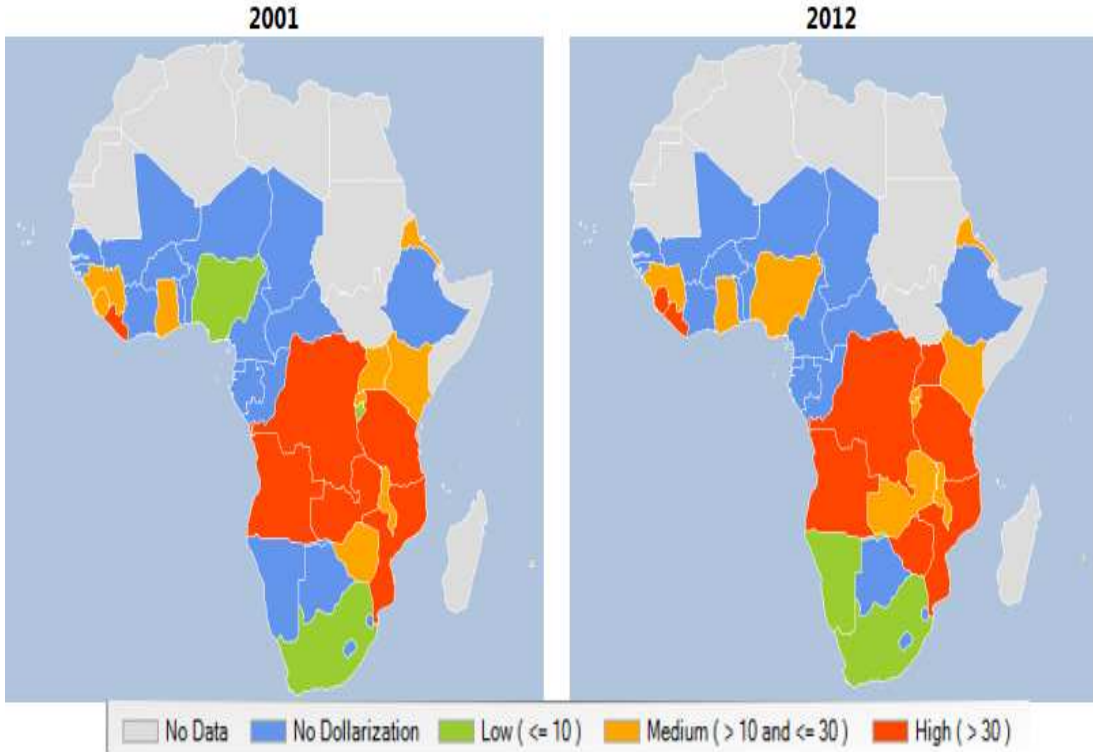 2001
2012
No Data
No Dollarization
Low ( <= 10 )
Medium ( > 10 and <= 30 )
High ( > 30 )